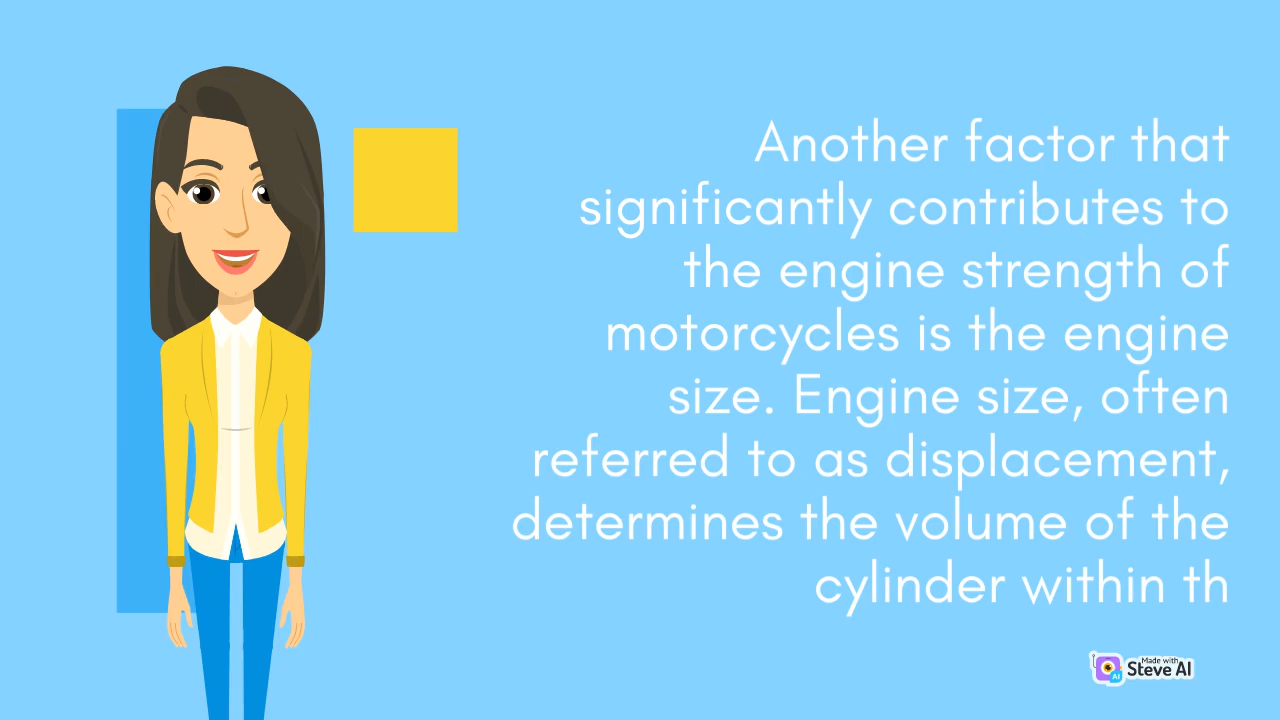 Another factor that
significantly contributes to
the engine strength of
motorcycles is the engine
size. Engine size, often
referred to as displacement,
determines the volume of the
cylinder within th
Made with
Steve AI
AI